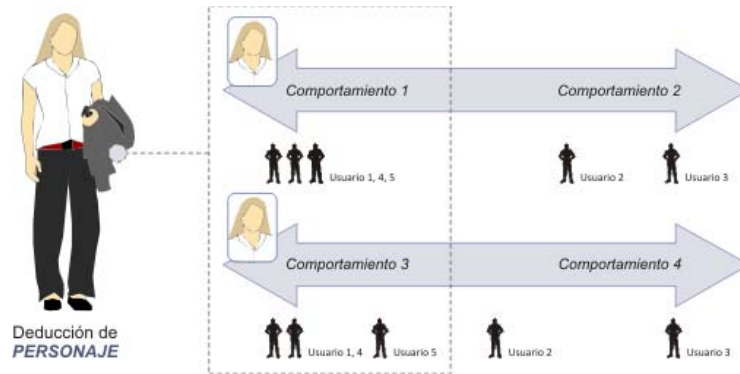 Comportamiento 1 Comportamiento 2
Usuario 1, 4, 5 Usuario 2 Usuario 3
Comportamiento 3 Comportamiento 4
Usuario 1, 4 Usuario 5 Usuario 2 Usuario 3
Deducción de
PERSONAJE